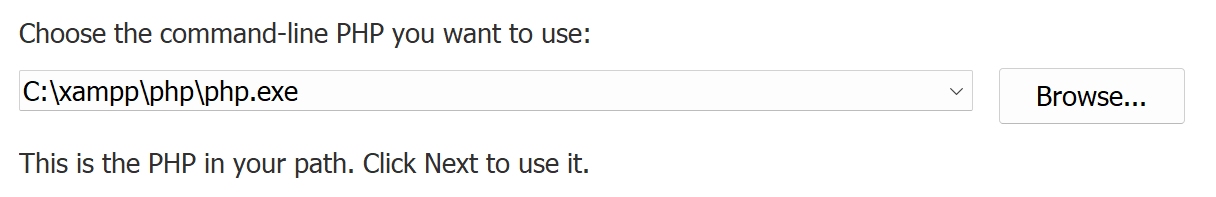 Choose the command-line PHP you want to use:
C:\xampp\php\php.exe
Browse...
This is the PHP in your path. Click Next to use it.